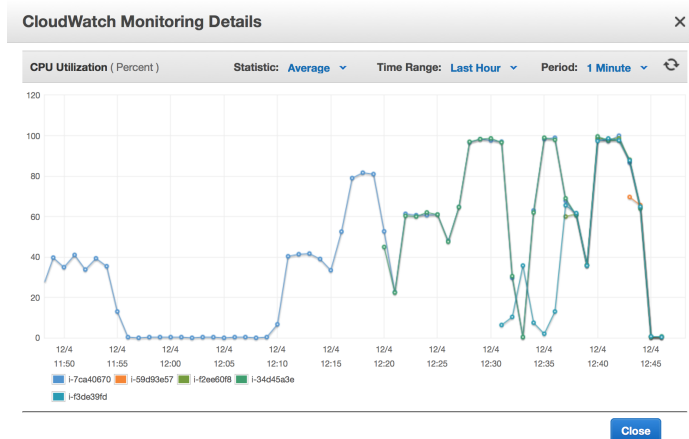 CloudWatch Monitoring Details ×
CPU Utilization ( Percent ) Statistic: Average Time Range: Last Hour Period: 1 Minute
120
100
80
60
40
20
0
12/4 12/4 12/4 12/4 12/4 12/4 12/4 12/4 12/4 12/4 12/4 12/4
11:50 11:55 12:00 12:05 12:10 12:15 12:20 12:25 12:30 12:35 12:40 12:45
i-7ca40670 i-59d93e57 i-f2ee60f8 i-34d45a3e
i-f3de39fd
Close